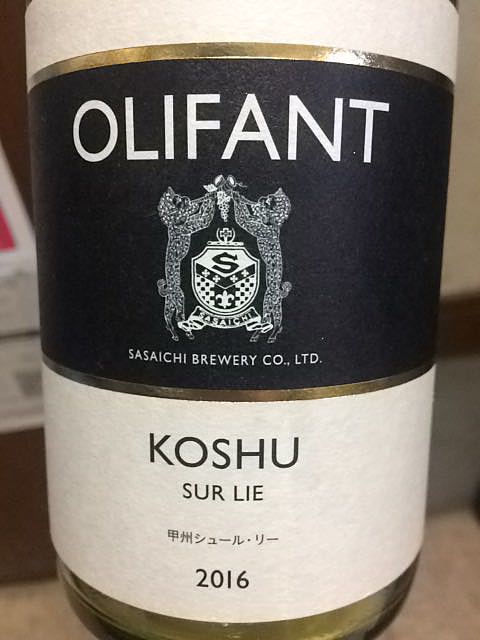 OLIFANT
S
SASAICHI
SASAICHI BREWERY CO., LTD.
KOSHU
SUR LIE
甲州シュール・リー
2016